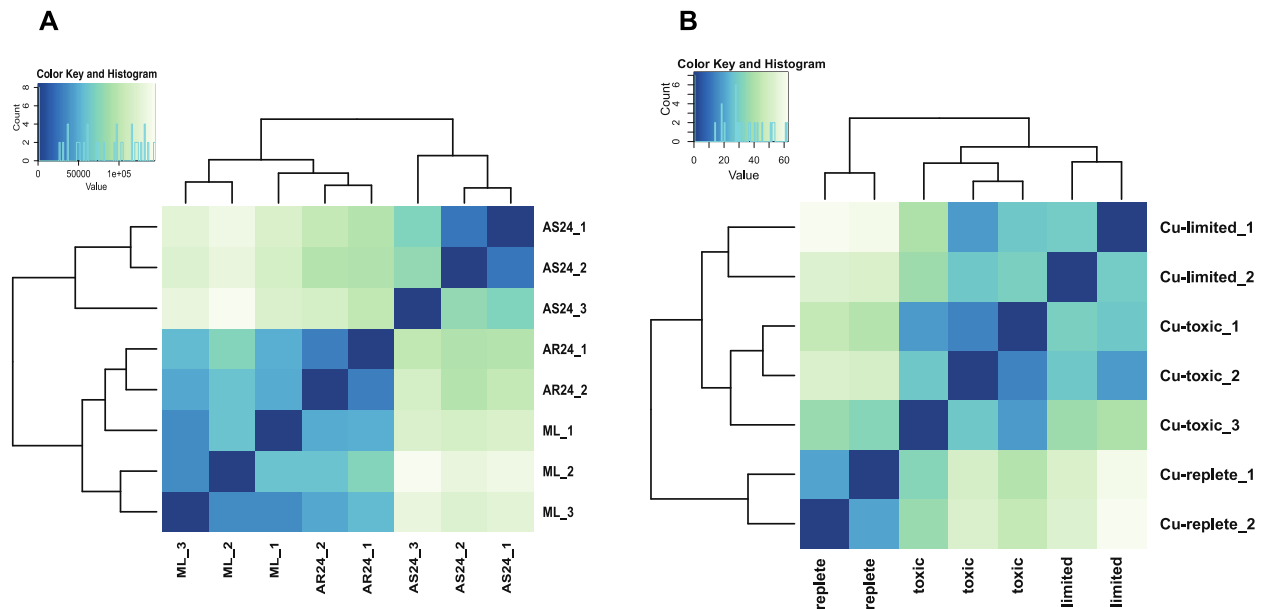 A
Color Key and Histogram
Count
0 2 4 6 8
0 50000 1e+05
Value
AS24_1
AS24_2
AS24_3
AR24_1
AR24_2
ML_1
ML_2
ML_3
ML_3 ML_2 ML_1 AR24_2 AR24_1 AS24_3 AS24_2 AS24_1
B
Color Key and Histogram
Count
0 2 4 6
0 20 40 60
Value
Cu-limited_1
Cu-limited_2
Cu-toxic_1
Cu-toxic_2
Cu-toxic_3
Cu-replete_1
Cu-replete_2
replete replete toxic toxic toxic limited limited